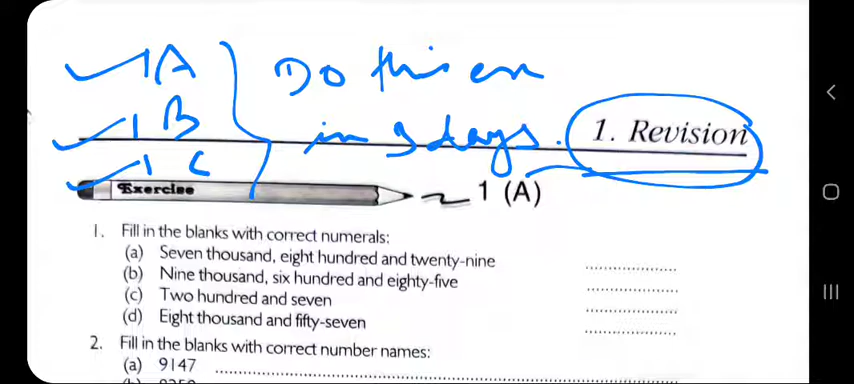 1A Do this ex
1B in 3 days. 1. Revision
1C
Exercise 1 (A)
1. Fill in the blanks with correct numerals:
(a) Seven thousand, eight hundred and twenty-nine ....................
(b) Nine thousand, six hundred and eighty-five ....................
(c) Two hundred and seven ....................
(d) Eight thousand and fifty-seven ....................
2. Fill in the blanks with correct number names:
(a) 9147 ....................